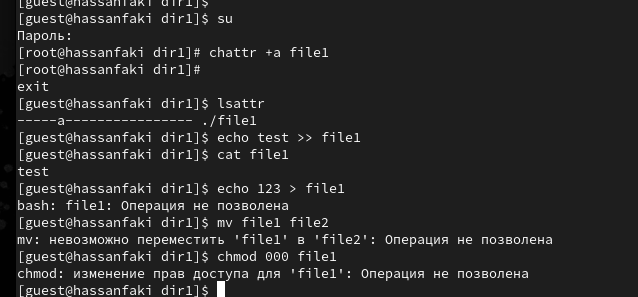 [guest@hassanfaki dir1]$
[guest@hassanfaki dir1]$ su
Пароль:
[root@hassanfaki dir1]# chattr +a file1
[root@hassanfaki dir1]#
exit
[guest@hassanfaki dir1]$ lsattr
-----a---------------- ./file1
[guest@hassanfaki dir1]$ echo test >> file1
[guest@hassanfaki dir1]$ cat file1
test
[guest@hassanfaki dir1]$ echo 123 > file1
bash: file1: Операция не позволена
[guest@hassanfaki dir1]$ mv file1 file2
mv: невозможно переместить 'file1' в 'file2': Операция не позволена
[guest@hassanfaki dir1]$ chmod 000 file1
chmod: изменение прав доступа для 'file1': Операция не позволена
[guest@hassanfaki dir1]$